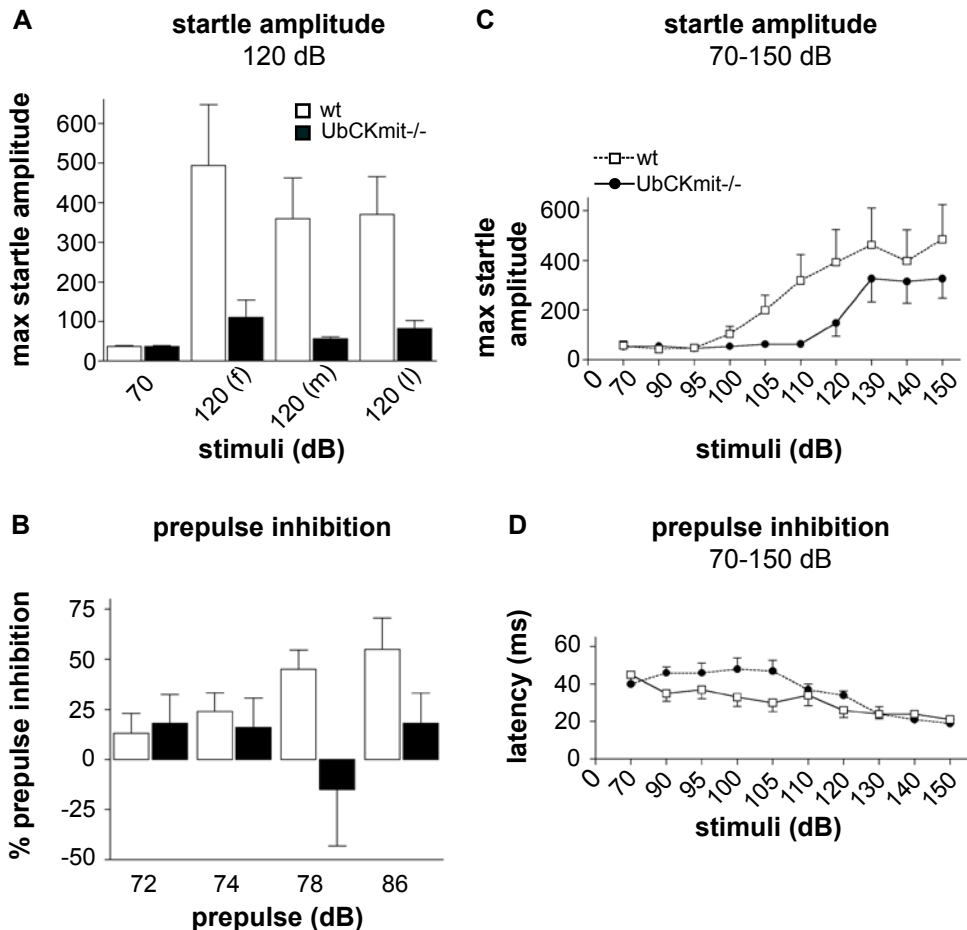 A
startle amplitude
120 dB
wt
UbCKmit-/-
max startle amplitude
600
500
400
300
200
100
0
70
120 (f)
120 (m)
120 (l)
stimuli (dB)
C
startle amplitude
70-150 dB
wt
UbCKmit-/-
max startle
amplitude
600
400
200
0
0
70
90
95
100
105
110
120
130
140
150
stimuli (dB)
B
prepulse inhibition
% prepulse inhibition
75
50
25
0
-25
-50
72
74
78
86
prepulse (dB)
D
prepulse inhibition
70-150 dB
latency (ms)
60
40
20
0
0
70
90
95
100
105
110
120
130
140
150
stimuli (dB)